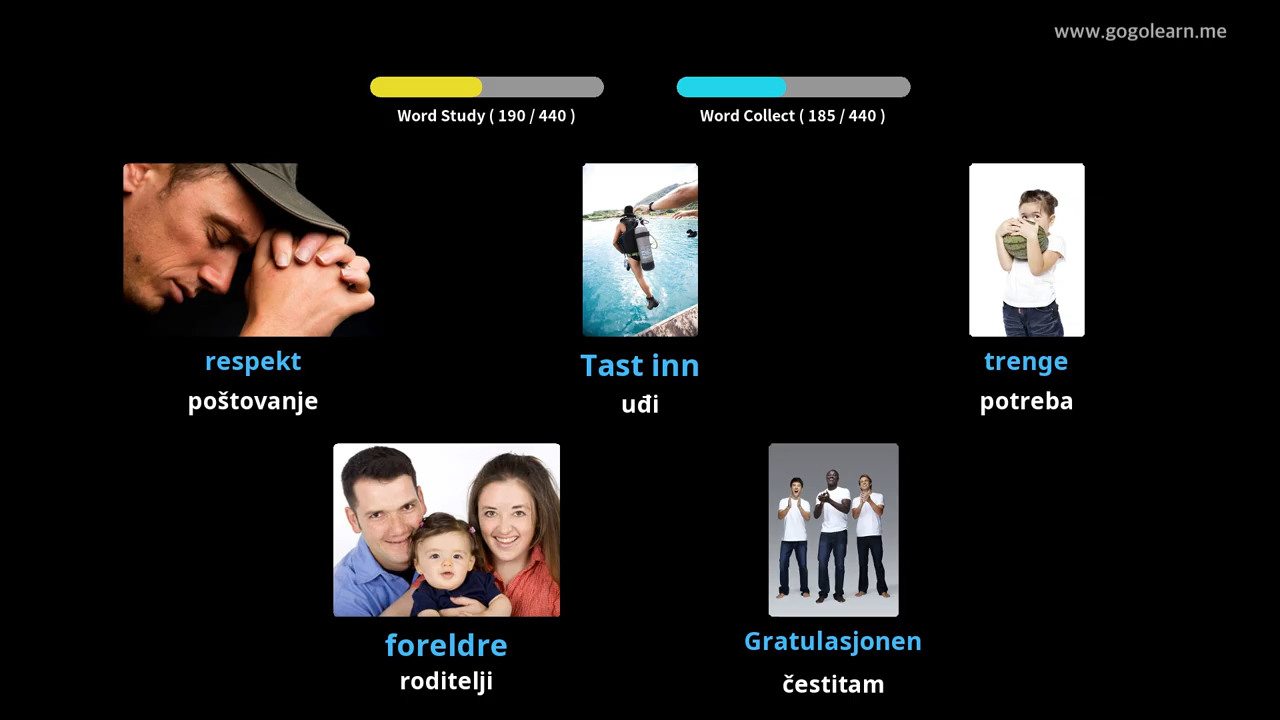 www.gogolearn.me
Word Study ( 190 / 440 )
Word Collect ( 185 / 440 )
respekt
poštovanje
Tast inn
uđi
trenge
potreba
foreldre
roditelji
Gratulasjonen
čestitam